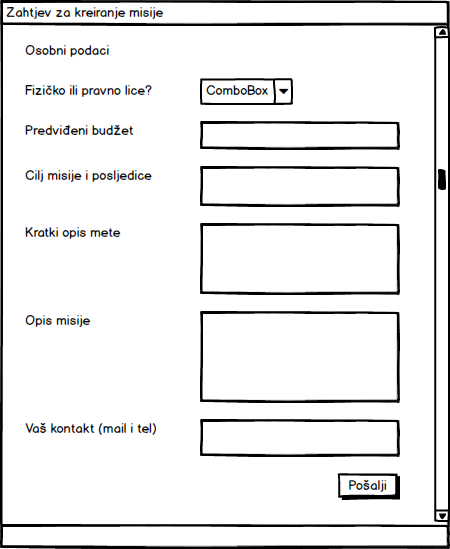 Zahtjev za kreiranje misije
Osobni podaci
Fizičko ili pravno lice?
ComboBox
Predviđeni budžet
Cilj misije i posljedice
Kratki opis mete
Opis misije
Vaš kontakt (mail i tel)
Pošalji